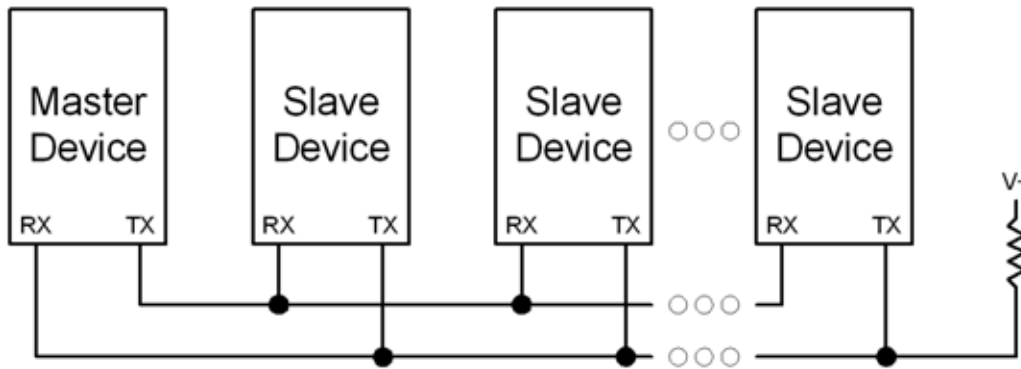 Master
Device
Slave
Device
Slave
Device
Slave
Device
RX TX
RX TX
RX TX
RX TX
V+